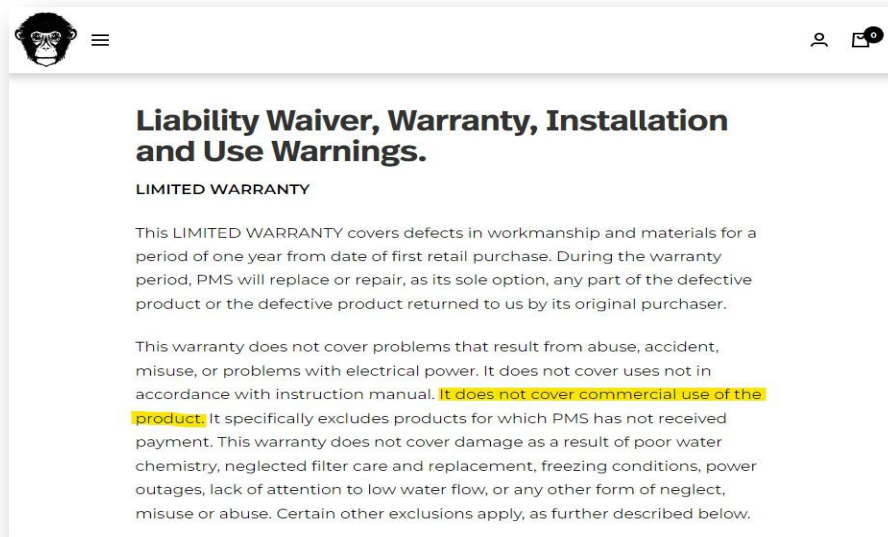 0
Liability Waiver, Warranty, Installation
and Use Warnings.
LIMITED WARRANTY
This LIMITED WARRANTY covers defects in workmanship and materials for a
period of one year from date of first retail purchase. During the warranty
period, PMS will replace or repair, as its sole option, any part of the defective
product or the defective product returned to us by its original purchaser.
This warranty does not cover problems that result from abuse, accident,
misuse, or problems with electrical power. It does not cover uses not in
accordance with instruction manual. It does not cover commercial use of the
product. It specifically excludes products for which PMS has not received
payment. This warranty does not cover damage as a result of poor water
chemistry, neglected filter care and replacement, freezing conditions, power
outages, lack of attention to low water flow, or any other form of neglect,
misuse or abuse. Certain other exclusions apply, as further described below.